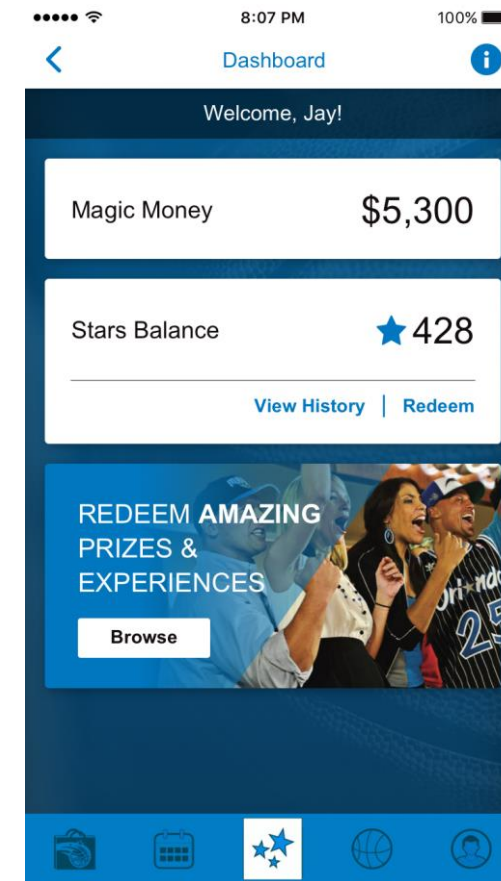 8:07 PM
100%
Dashboard
i
Welcome, Jay!
Magic Money
$5,300
Stars Balance
428
View History | Redeem
REDEEM AMAZING
PRIZES &
EXPERIENCES
Browse
25